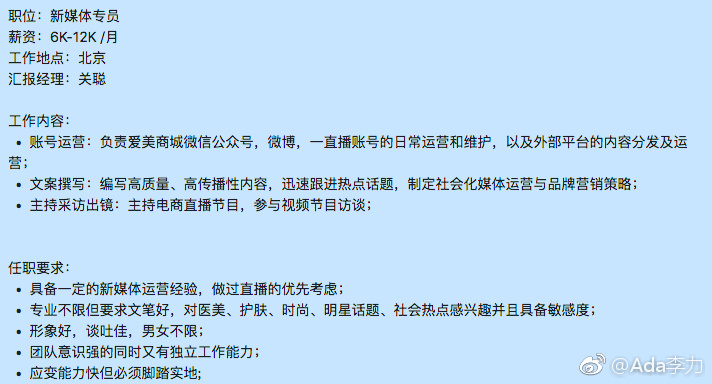 职位：新媒体专员
薪资：6K-12K /月
工作地点：北京
汇报经理：关聪
工作内容：
• 账号运营：负责爱美商城微信公众号，微博，一直播账号的日常运营和维护，以及外部平台的内容分发及运
营；
• 文案撰写：编写高质量、高传播性内容，迅速跟进热点话题，制定社会化媒体运营与品牌营销策略；
• 主持采访出镜：主持电商直播节目，参与视频节目访谈；
任职要求：
• 具备一定的新媒体运营经验，做过直播的优先考虑；
• 专业不限但要求文笔好，对医美、护肤、时尚、明星话题、社会热点感兴趣并且具备敏感度；
• 形象好，谈吐佳，男女不限；
• 团队意识强的同时又有独立工作能力；
• 应变能力快但必须脚踏实地;
@Ada李力